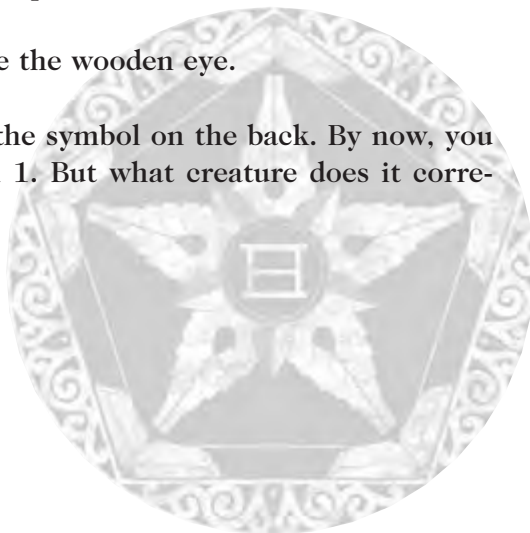 e the wooden eye.
the symbol on the back. By now, you
1. But what creature does it corre-